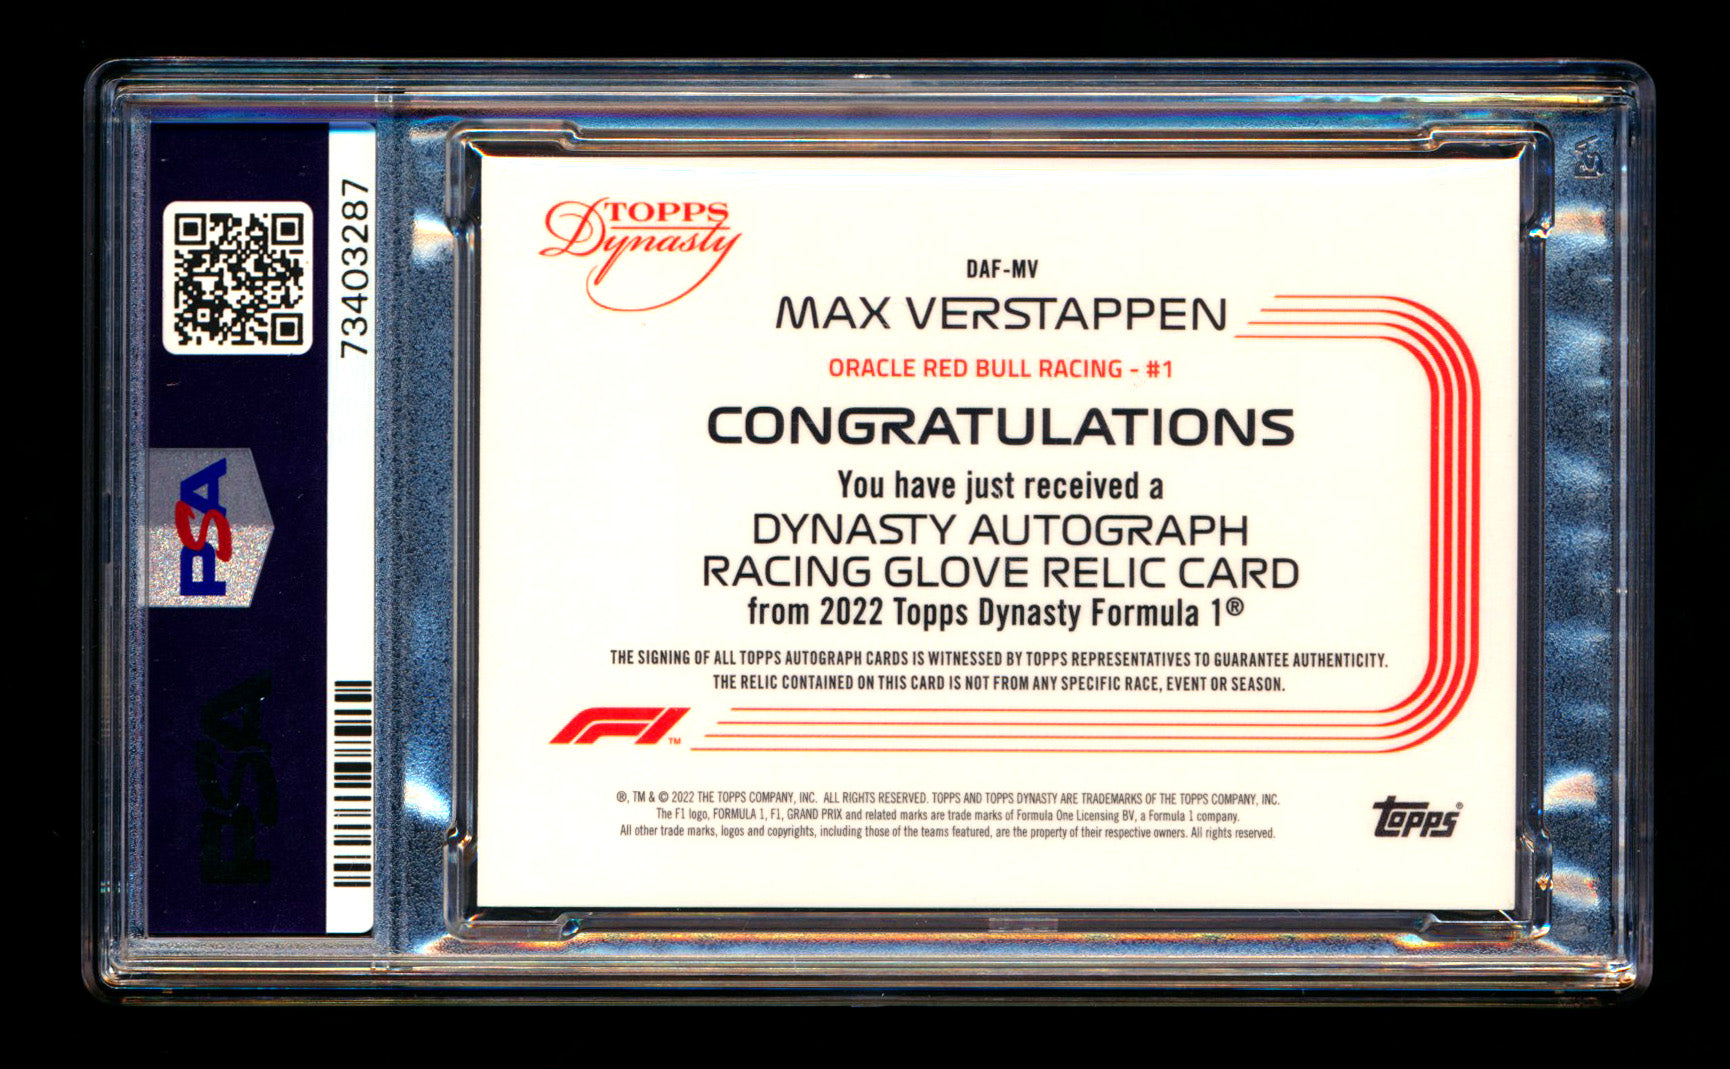 73403287
PSA
PSA
PSA
TOPPS
Dynasty
DAF-MV
MAX VERSTAPPEN
ORACLE RED BULL RACING - #1
CONGRATULATIONS
You have just received a
DYNASTY AUTOGRAPH
RACING GLOVE RELIC CARD
from 2022 Topps Dynasty Formula 1®
THE SIGNING OF ALL TOPPS AUTOGRAPH CARDS IS WITNESSED BY TOPPS REPRESENTATIVES TO GUARANTEE AUTHENTICITY.
THE RELIC CONTAINED ON THIS CARD IS NOT FROM ANY SPECIFIC RACE, EVENT OR SEASON.
F1™
®, TM & © 2022 THE TOPPS COMPANY, INC. ALL RIGHTS RESERVED. TOPPS AND TOPPS DYNASTY ARE TRADEMARKS OF THE TOPPS COMPANY, INC.
The F1 logo, FORMULA 1, F1, GRAND PRIX and related marks are trade marks of Formula One Licensing BV, a Formula 1 company.
All other trade marks, logos and copyrights, including those of the teams featured, are the property of their respective owners. All rights reserved.
Topps®